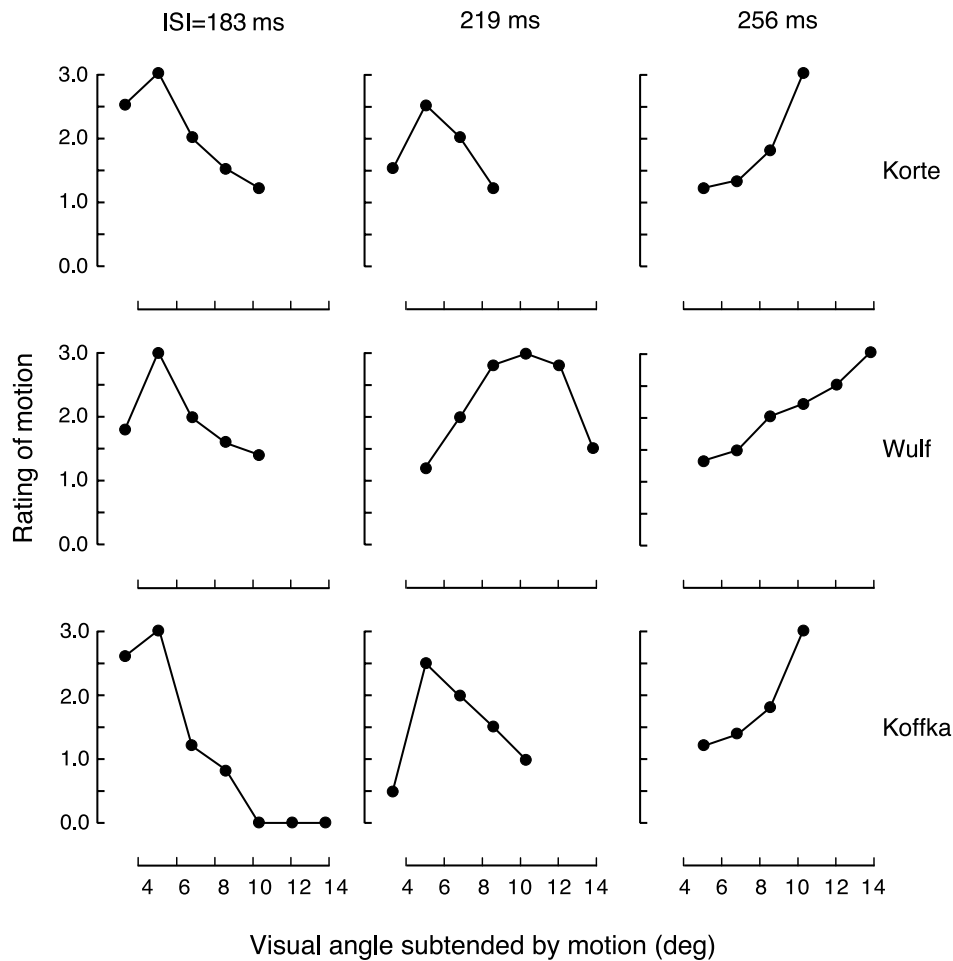 ISI=183 ms 219 ms 256 ms
3.0
2.0
1.0
0.0
Korte
Rating of motion
3.0
2.0
1.0
0.0
Wulf
3.0
2.0
1.0
0.0
Koffka
4 6 8 10 12 14 4 6 8 10 12 14 4 6 8 10 12 14
Visual angle subtended by motion (deg)